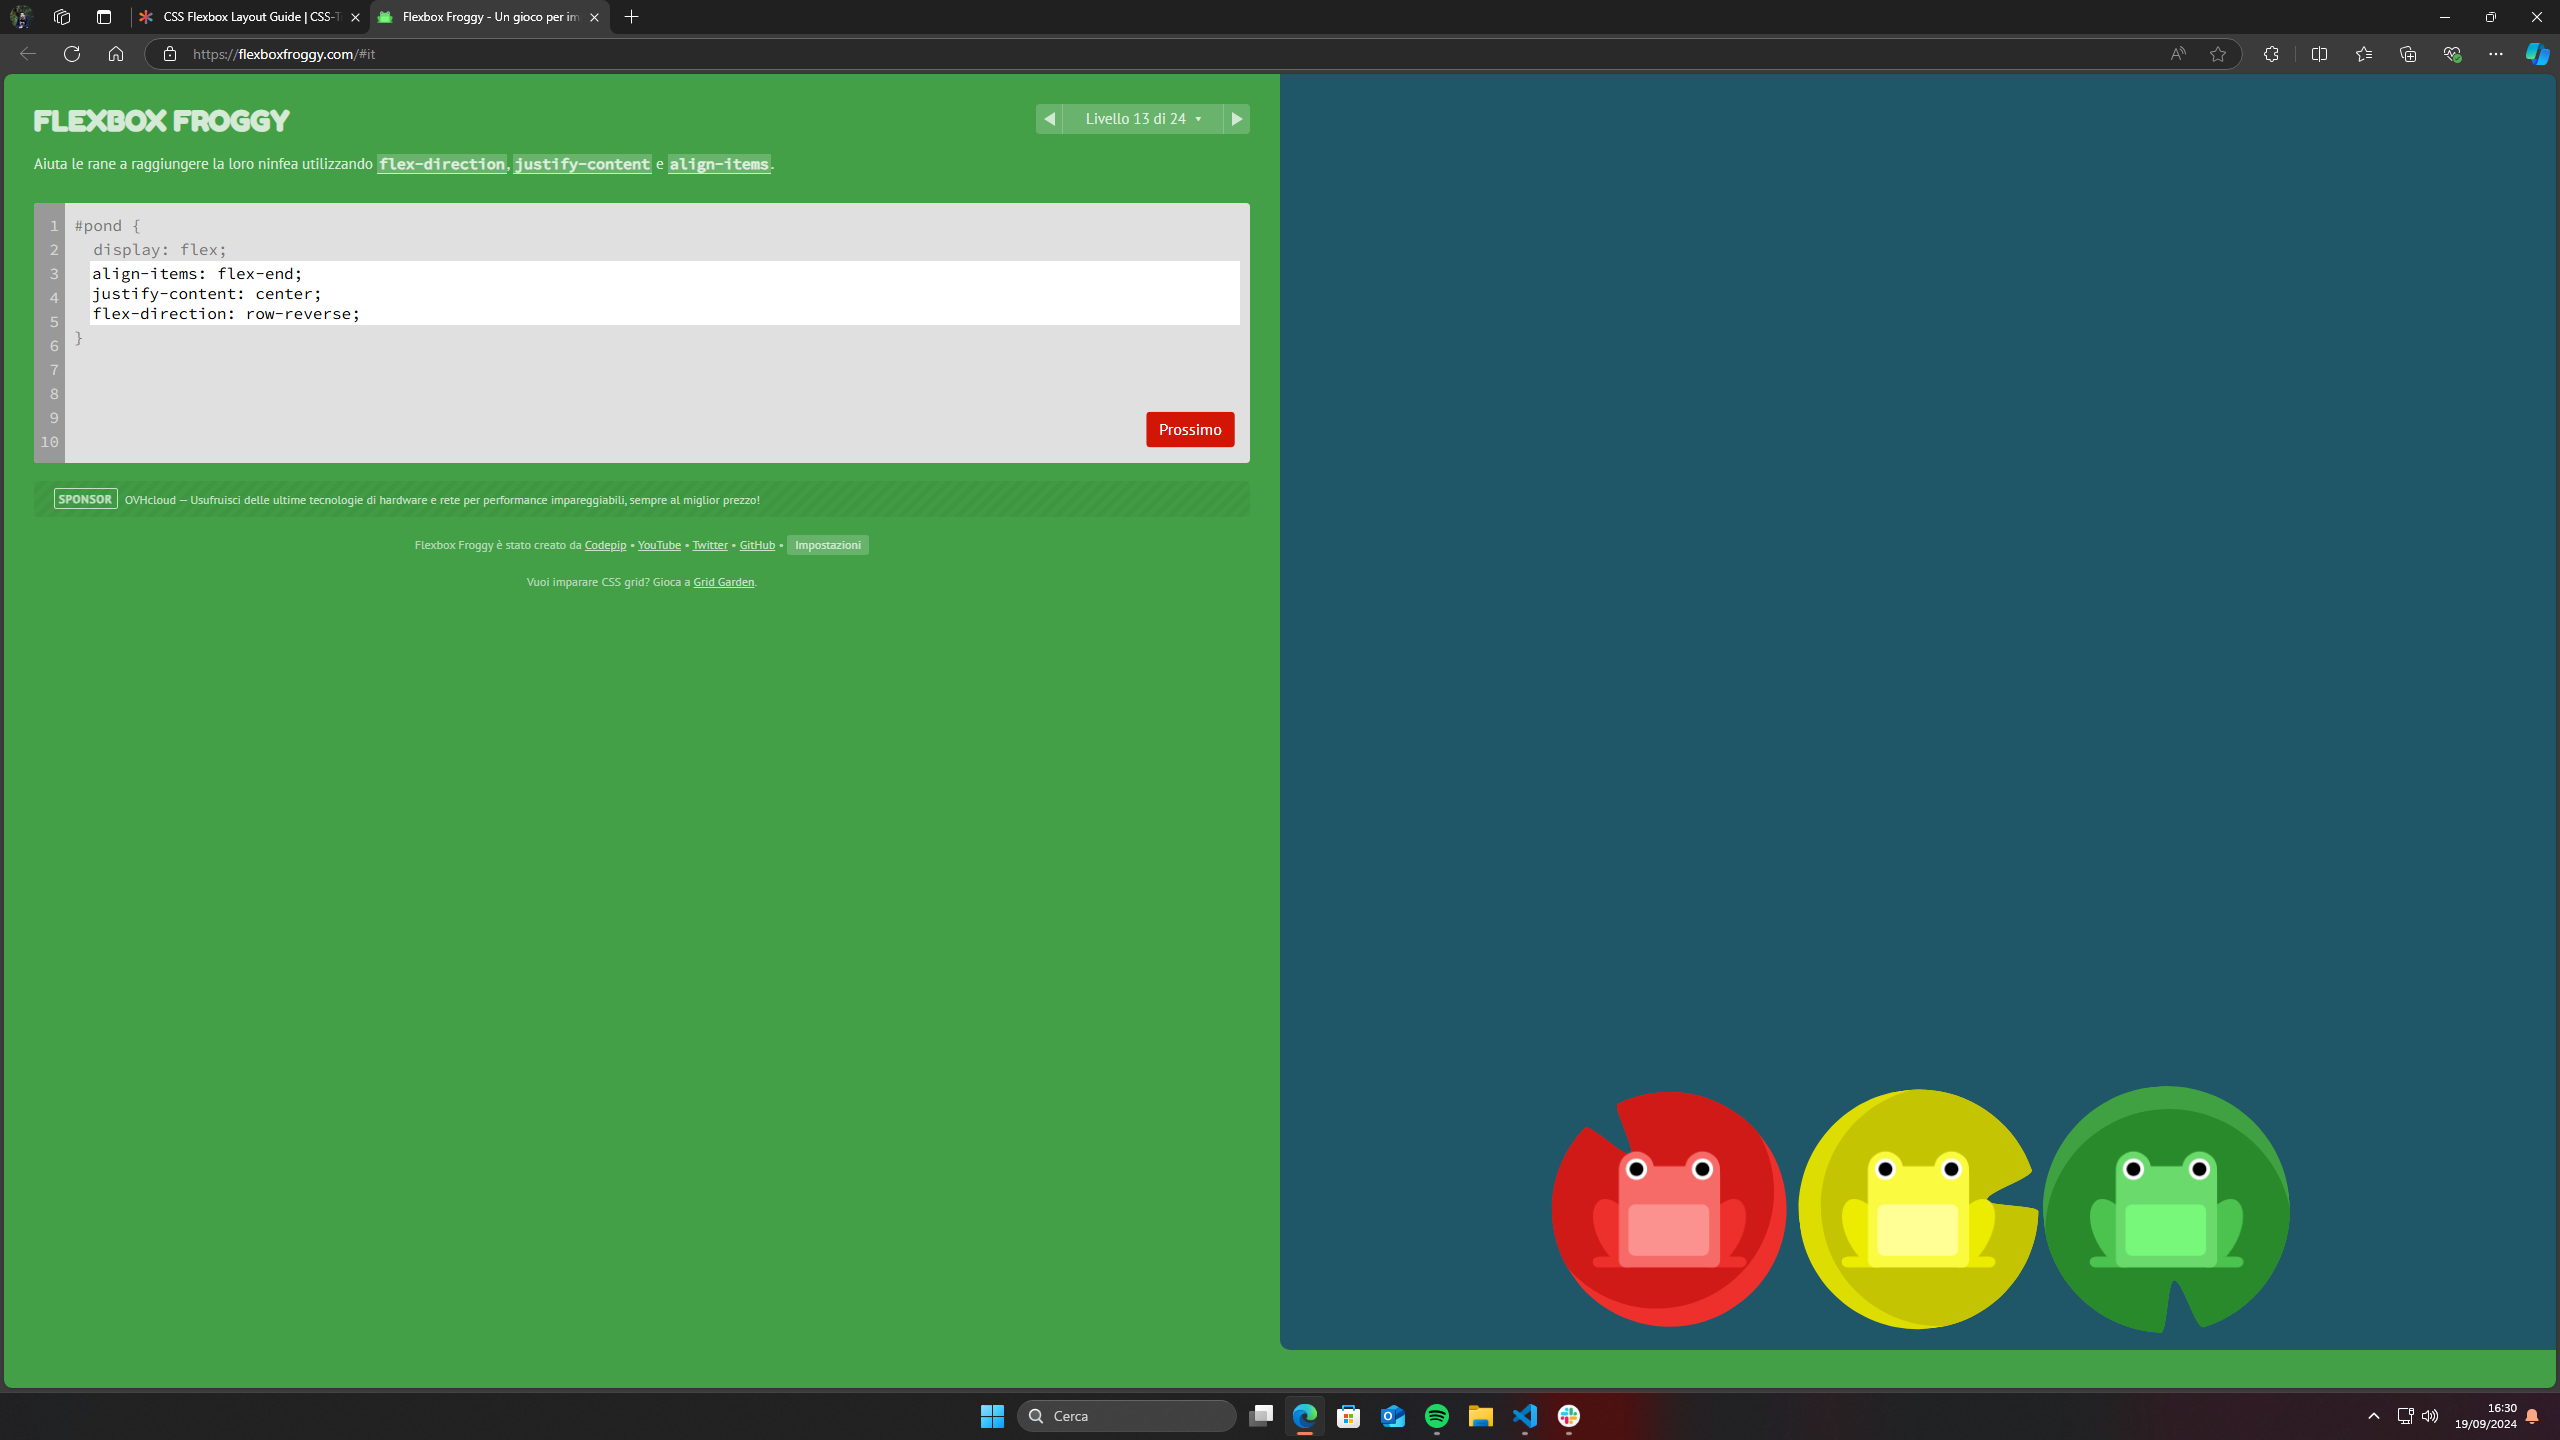 CSS Flexbox Layout Guide | CSS-T
Flexbox Froggy - Un gioco per im
https://flexboxfroggy.com/#it
FLEXBOX FROGGY
Livello 13 di 24 ▾
Aiuta le rane a raggiungere la loro ninfea utilizzando flex-direction, justify-content e align-items.
1 #pond {
2 display: flex;
3 align-items: flex-end;
4 justify-content: center;
5 flex-direction: row-reverse;
6 }
7
8
9
10
Prossimo
SPONSOR OVHcloud — Usufruisci delle ultime tecnologie di hardware e rete per performance impareggiabili, sempre al miglior prezzo!
Flexbox Froggy è stato creato da Codepip • YouTube • Twitter • GitHub • Impostazioni
Vuoi imparare CSS grid? Gioca a Grid Garden.
Cerca
16:30
19/09/2024